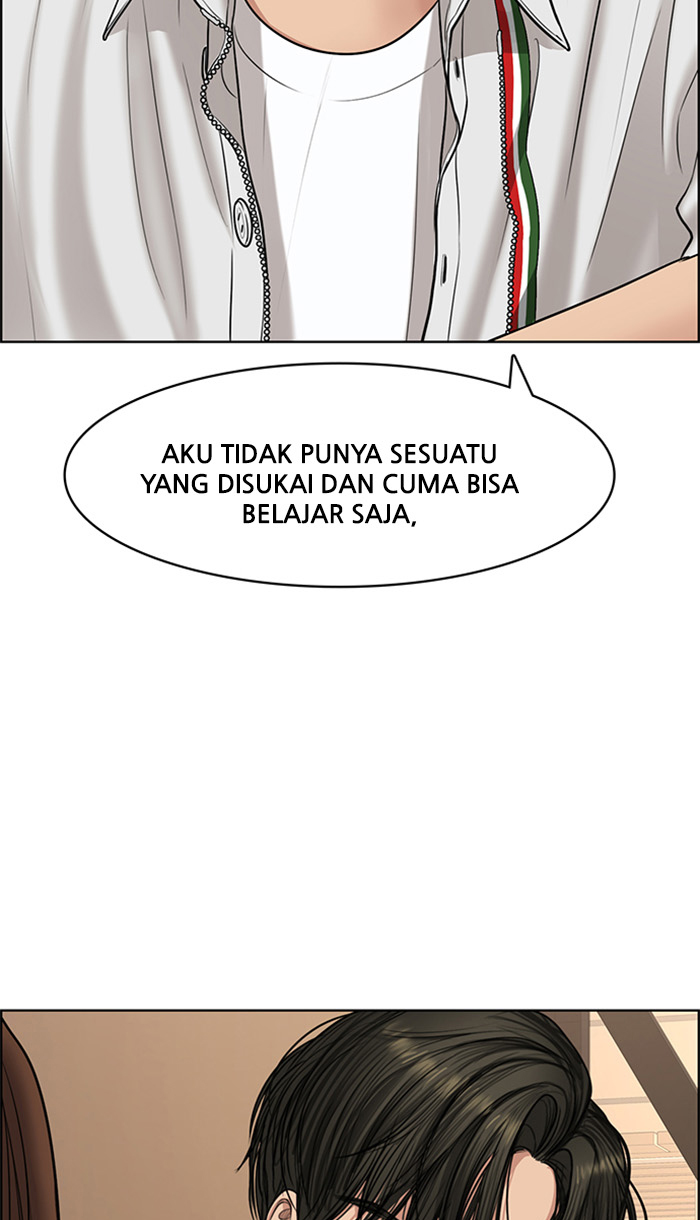 AKU TIDAK PUNYA SESUATU
YANG DISUKAI DAN CUMA BISA
BELAJAR SAJA,